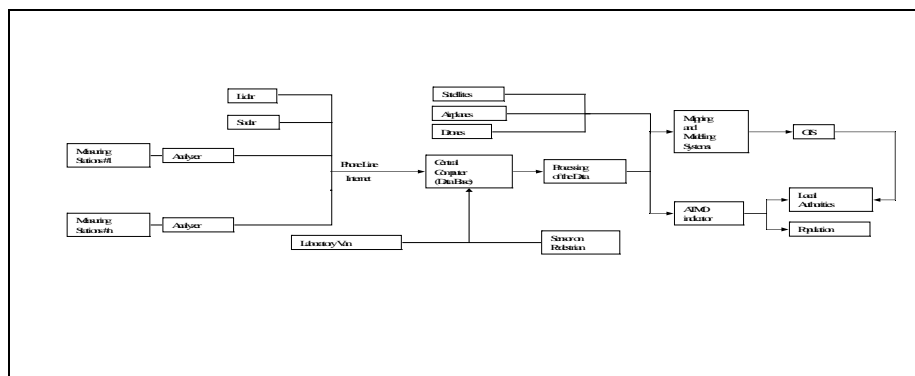 Lidar
Sodar
Measuring
Stations #1
Analyzer
Measuring
Stations #n
Analyzer
Phone Line
Internet
Laboratory Van
Satellites
Airplanes
Drones
Central
Computer
(Data Base)
Processing
of the Data
Sensor on
Pedestrian
Mapping
and
Modeling
Systems
GIS
ATMO
indicator
Local
Authorities
Population